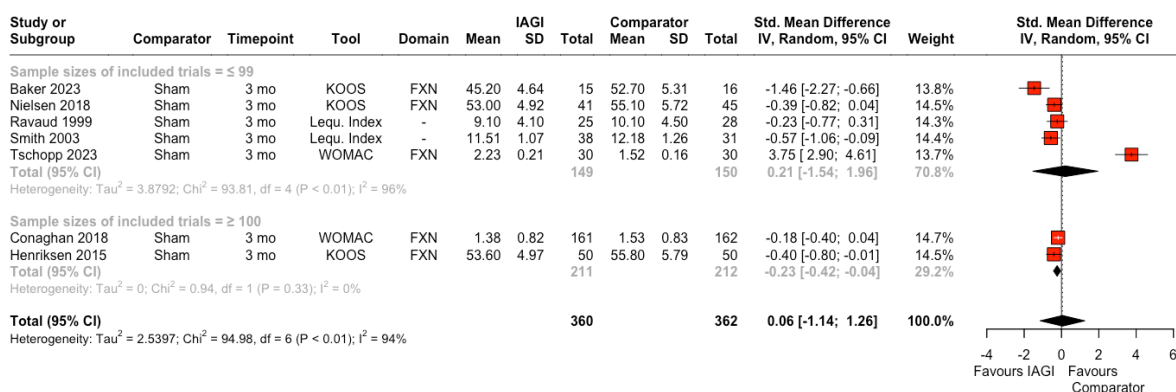 Study or IAGI Comparator Std. Mean Difference Std. Mean Difference
Subgroup Comparator Timepoint Tool Domain Mean SD Total Mean SD Total IV, Random, 95% CI Weight IV, Random, 95% CI
Sample sizes of included trials = ≤ 99
Baker 2023 Sham 3 mo KOOS FXN 45.20 4.64 15 52.70 5.31 16 -1.46 [-2.27; -0.66] 13.8%
Nielsen 2018 Sham 3 mo KOOS FXN 53.00 4.92 41 55.10 5.72 45 -0.39 [-0.82; 0.04] 14.5%
Ravaud 1999 Sham 3 mo Lequ. Index - 9.10 4.10 25 10.10 4.50 28 -0.23 [-0.77; 0.31] 14.3%
Smith 2003 Sham 3 mo Lequ. Index - 11.51 1.07 38 12.18 1.26 31 -0.57 [-1.06; -0.09] 14.4%
Tschopp 2023 Sham 3 mo WOMAC FXN 2.23 0.21 30 1.52 0.16 30 3.75 [ 2.90; 4.61] 13.7%
Total (95% CI) 149 150 0.21 [-1.54; 1.96] 70.8%
Heterogeneity: Tau² = 3.8792; Chi² = 93.81, df = 4 (P < 0.01); I² = 96%
Sample sizes of included trials = ≥ 100
Conaghan 2018 Sham 3 mo WOMAC FXN 1.38 0.82 161 1.53 0.83 162 -0.18 [-0.40; 0.04] 14.7%
Henriksen 2015 Sham 3 mo KOOS FXN 53.60 4.97 50 55.80 5.79 50 -0.40 [-0.80; -0.01] 14.5%
Total (95% CI) 211 212 -0.23 [-0.42; -0.04] 29.2%
Heterogeneity: Tau² = 0; Chi² = 0.94, df = 1 (P = 0.33); I² = 0%
Total (95% CI) 360 362 0.06 [-1.14; 1.26] 100.0%
Heterogeneity: Tau² = 2.5397; Chi² = 94.98, df = 6 (P < 0.01); I² = 94%
-4 -2 0 2 4 6
Favours IAGI Favours
Comparator